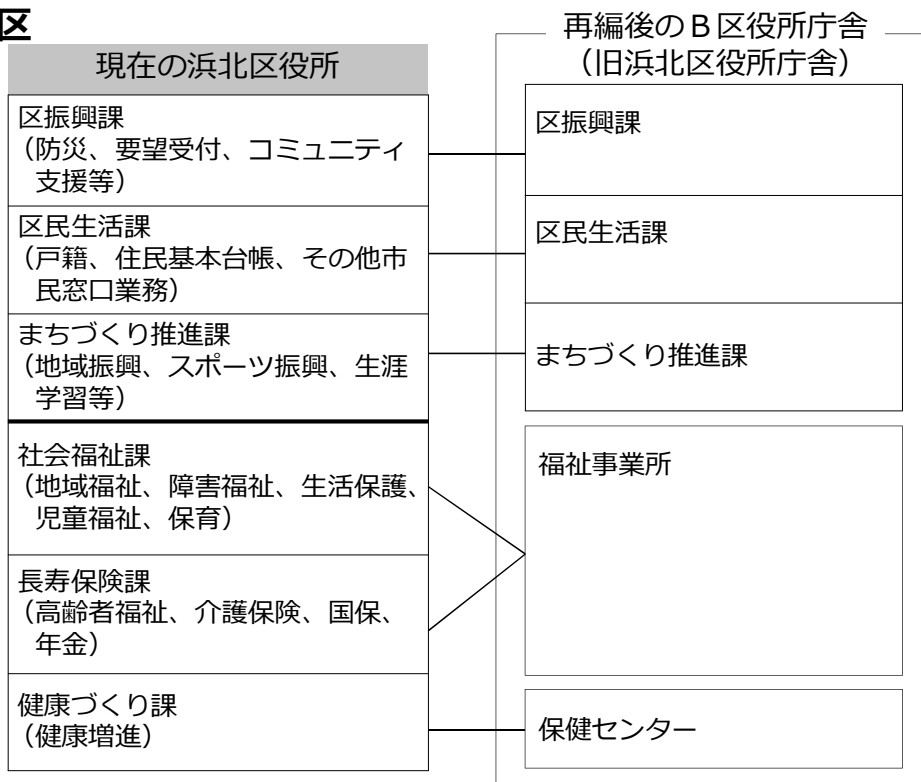 区
現在の浜北区役所
区振興課
（防災、要望受付、コミュニティ
支援等）
区民生活課
（戸籍、住民基本台帳、その他市
民窓口業務）
まちづくり推進課
（地域振興、スポーツ振興、生涯
学習等）
社会福祉課
（地域福祉、障害福祉、生活保護、
児童福祉、保育）
長寿保険課
（高齢者福祉、介護保険、国保、
年金）
健康づくり課
（健康増進）
再編後のＢ区役所庁舎
（旧浜北区役所庁舎）
区振興課
区民生活課
まちづくり推進課
福祉事業所
保健センター